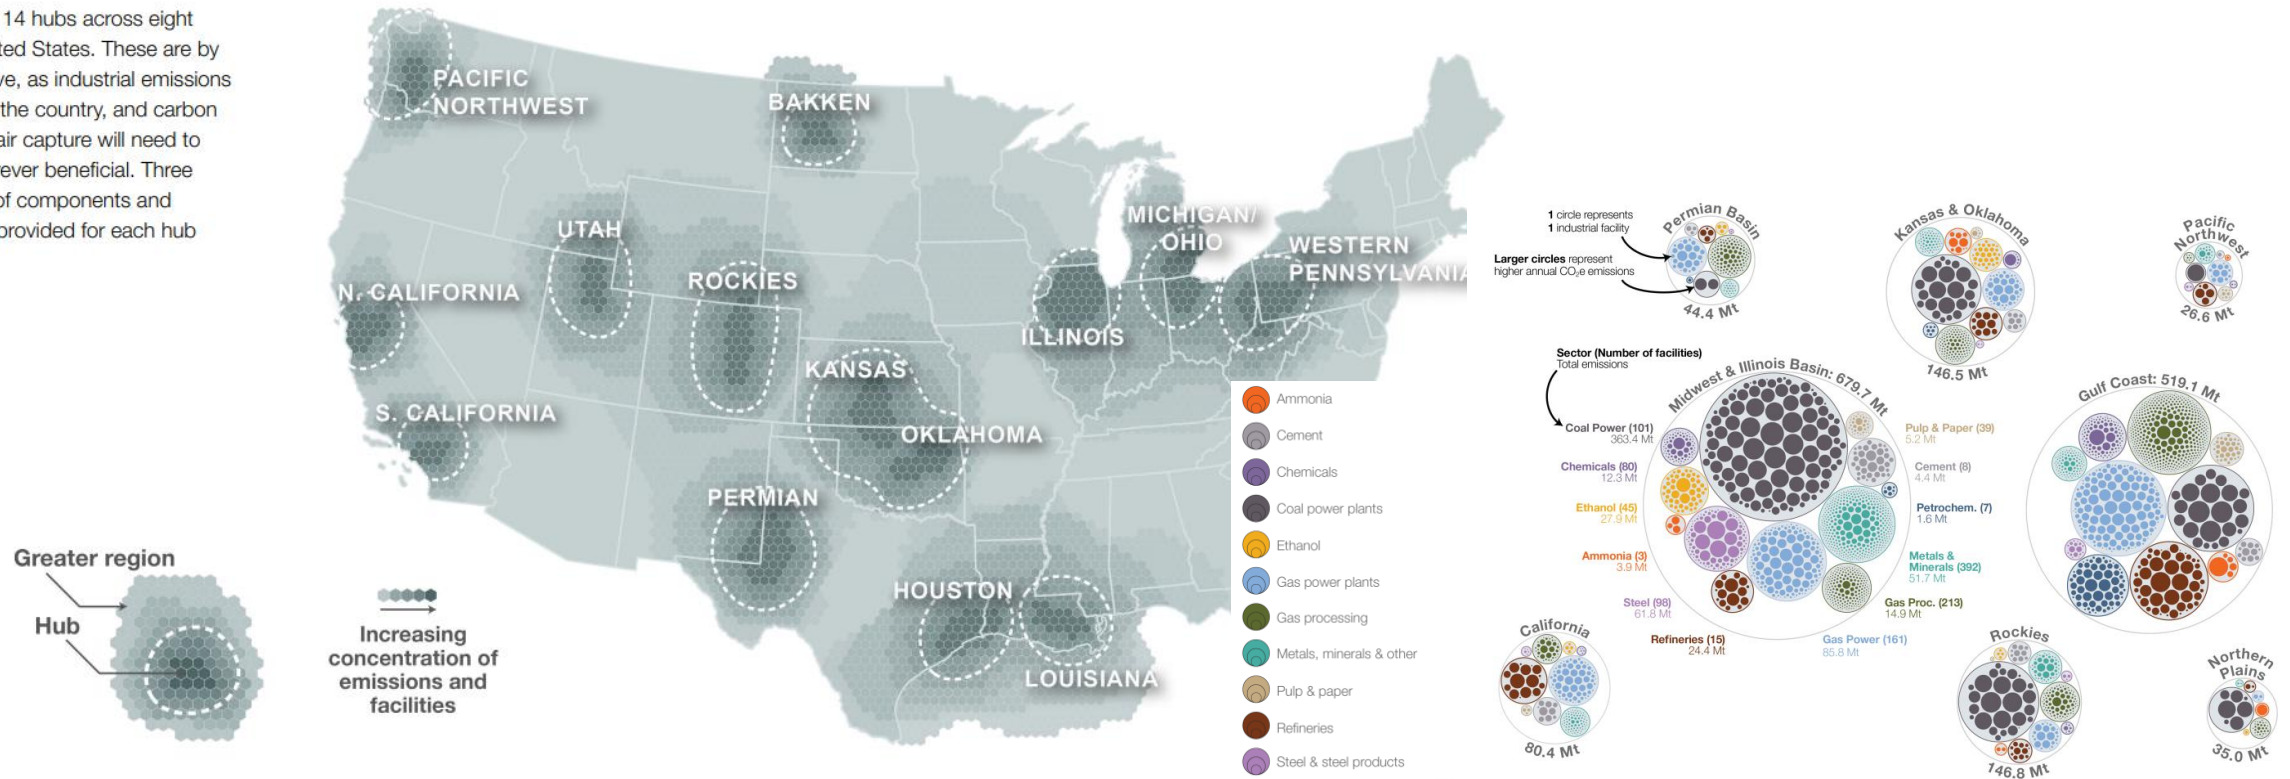 14 hubs across eight
ted States. These are by
ve, as industrial emissions
the country, and carbon
air capture will need to
ever beneficial. Three
of components and
provided for each hub
PACIFIC
NORTHWEST
BAKKEN
UTAH
ROCKIES
N. CALIFORNIA
S. CALIFORNIA
KANSAS
OKLAHOMA
PERMIAN
HOUSTON
LOUISIANA
ILLINOIS
MICHIGAN/
OHIO
WESTERN
PENNSYLVANIA
Greater region
Hub
Increasing
concentration of
emissions and
facilities
Ammonia
Cement
Chemicals
Coal power plants
Ethanol
Gas power plants
Gas processing
Metals, minerals & other
Pulp & paper
Refineries
Steel & steel products
1 circle represents
1 industrial facility
Larger circles represent
higher annual CO₂e emissions
Permian Basin
44.4 Mt
Kansas & Oklahoma
146.5 Mt
Pacific
Northwest
26.6 Mt
Sector (Number of facilities)
Total emissions
Midwest & Illinois Basin: 679.7 Mt
Coal Power (101)
363.4 Mt
Chemicals (80)
12.3 Mt
Ethanol (45)
27.9 Mt
Ammonia (3)
3.9 Mt
Steel (98)
61.8 Mt
Refineries (15)
24.4 Mt
Pulp & Paper (39)
5.2 Mt
Cement (8)
4.4 Mt
Petrochem. (7)
1.6 Mt
Metals &
Minerals (392)
51.7 Mt
Gas Proc. (213)
14.9 Mt
Gas Power (161)
85.8 Mt
Gulf Coast: 519.1 Mt
California
80.4 Mt
Rockies
146.8 Mt
Northern
Plains
35.0 Mt